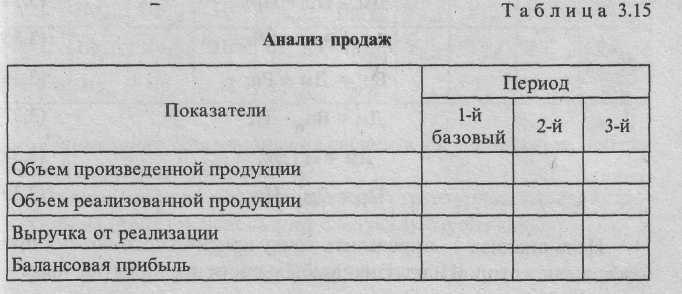 Таблица 3.15
Анализ продаж
Показатели
Период
1-й базовый
2-й
3-й
Объем произведенной продукции
Объем реализованной продукции
Выручка от реализации
Балансовая прибыль